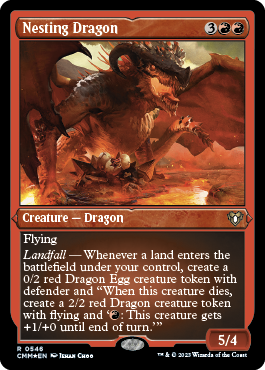 Nesting Dragon 3
Creature — Dragon
Flying
Landfall — Whenever a land enters the
battlefield under your control, create a
0/2 red Dragon Egg creature token with
defender and “When this creature dies,
create a 2/2 red Dragon creature token
with flying and ‘: This creature gets
+1/+0 until end of turn.’”
5/4
R 0546
CMM EN Jehan Choo
™ & © 2023 Wizards of the Coast